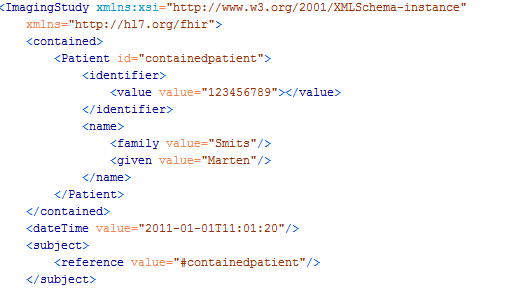 <ImagingStudy xmlns:xsi="http://www.w3.org/2001/XMLSchema-instance"
    xmlns="http://hl7.org/fhir">
    <contained>
        <Patient id="containedpatient">
            <identifier>
                <value value="123456789"></value>
            </identifier>
            <name>
                <family value="Smits"/>
                <given value="Marten"/>
            </name>
        </Patient>
    </contained>
    <dateTime value="2011-01-01T11:01:20"/>
    <subject>
        <reference value="#containedpatient"/>
    </subject>